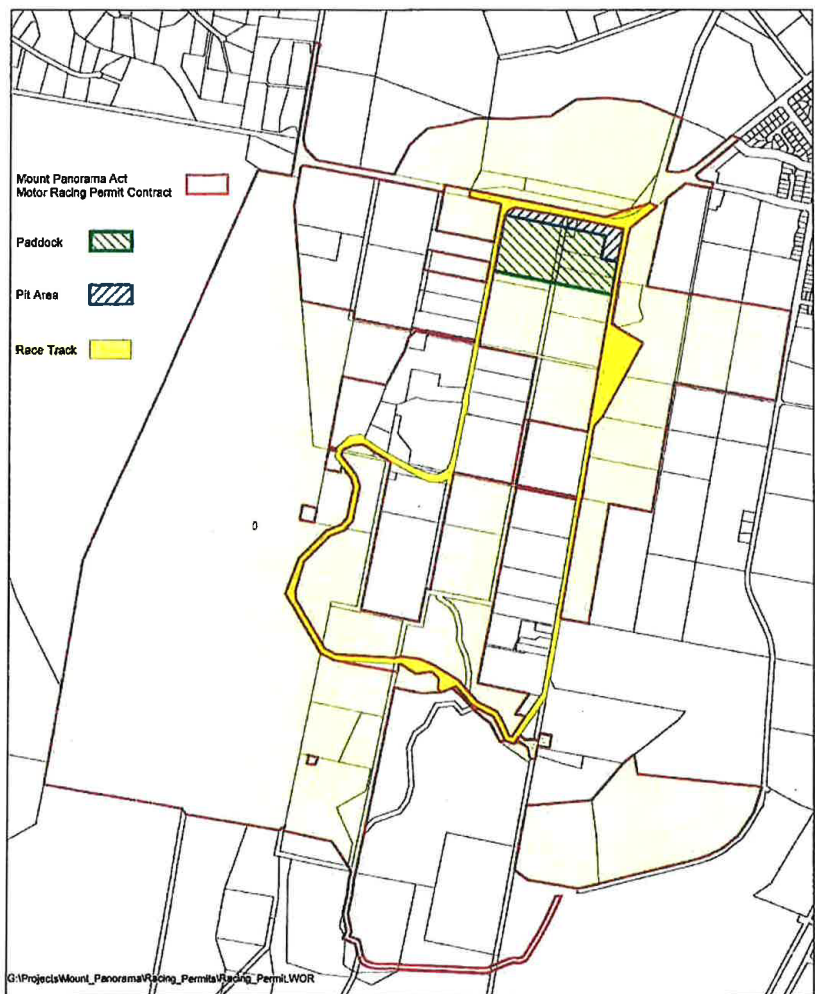 Mount Panorama Act
Motor Racing Permit Contract
Paddock
Pit Area
Race Track
0
G:\Projects\Mount_Panorama\Racing_Permits\Racing_Permit.WOR